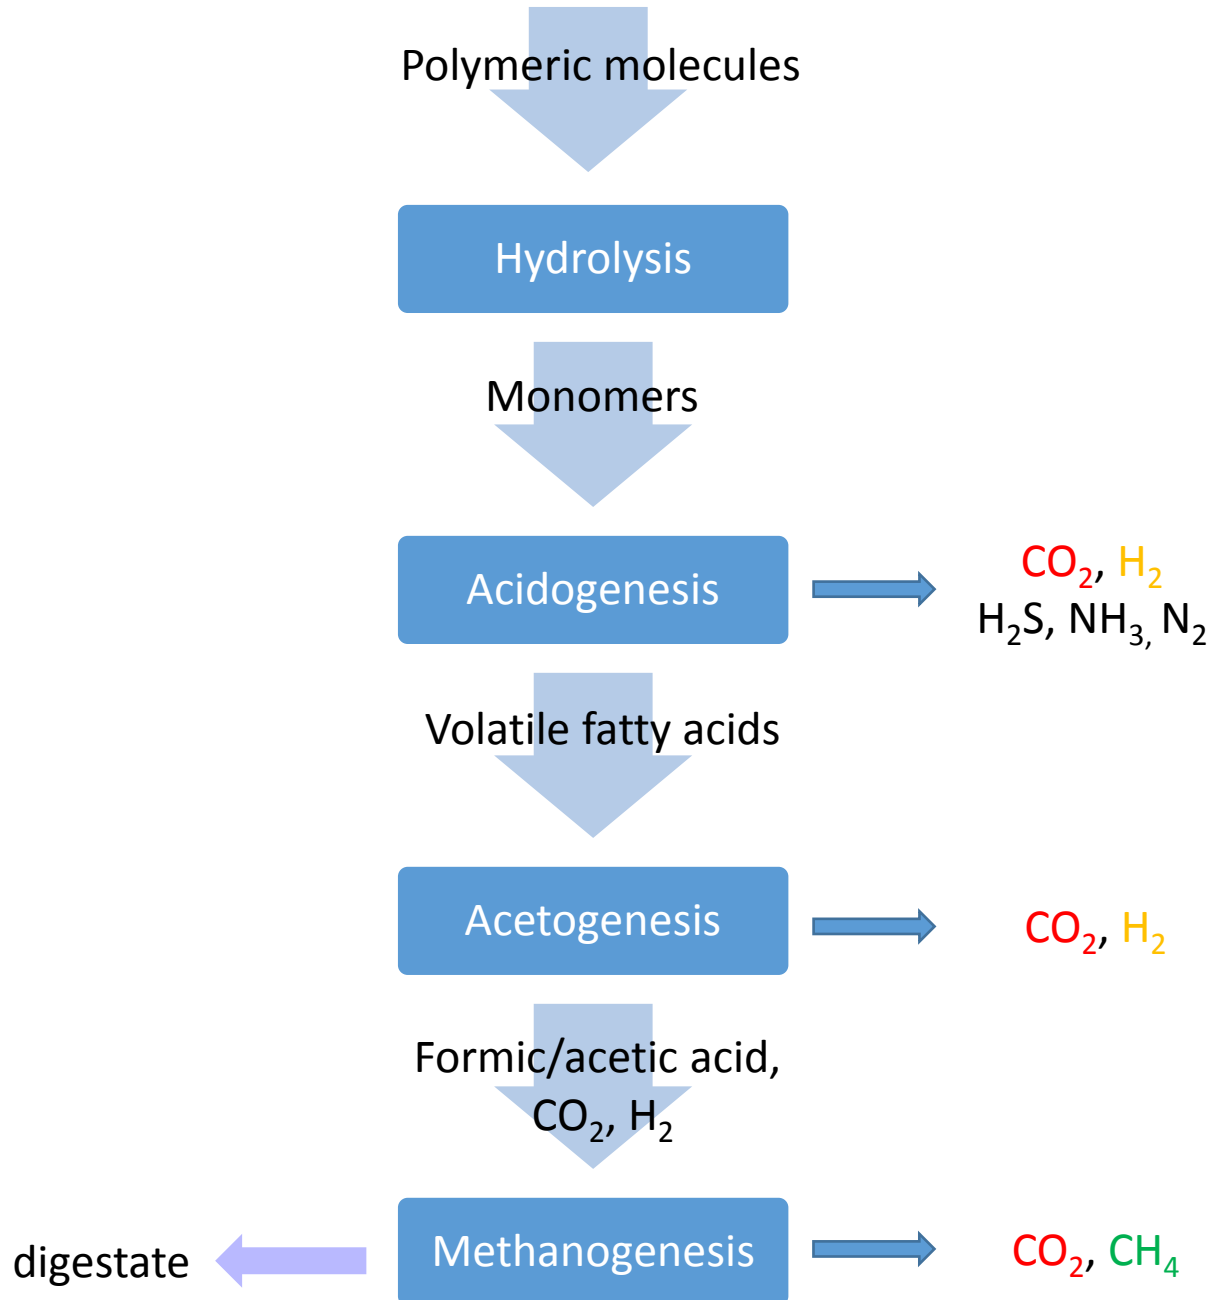 Polymeric molecules
Hydrolysis
Monomers
Acidogenesis
CO₂, H₂
H₂S, NH₃, N₂
Volatile fatty acids
Acetogenesis
CO₂, H₂
Formic/acetic acid,
CO₂, H₂
digestate
Methanogenesis
CO₂, CH₄